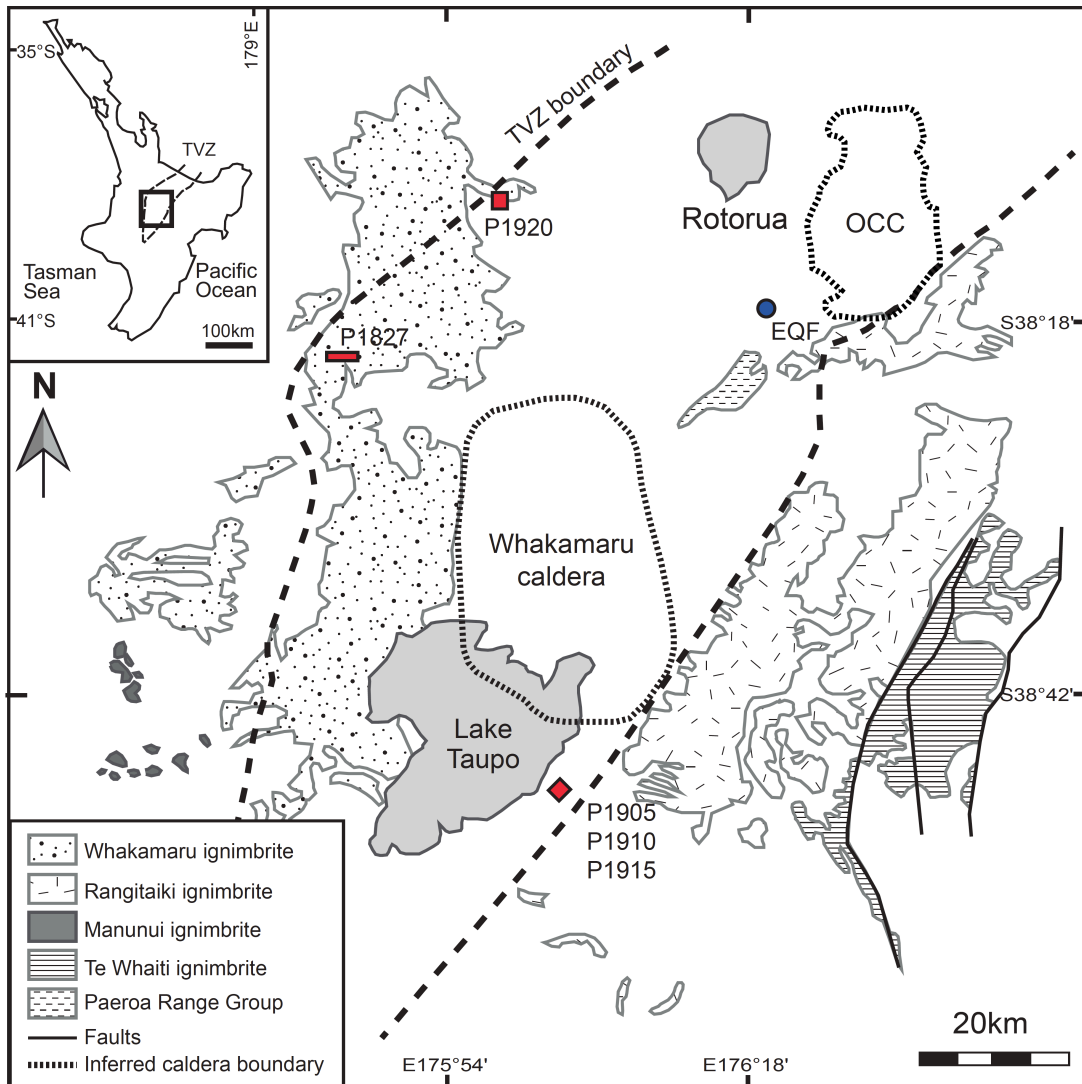 35°S
179°E
TVZ
Tasman
Sea
Pacific
Ocean
41°S
100km
TVZ boundary
P1920
Rotorua
OCC
P1827
EQF
S38°18'
N
Whakamaru
caldera
S38°42'
Lake
Taupo
P1905
P1910
P1915
Whakamaru ignimbrite
Rangitaiki ignimbrite
Manunui ignimbrite
Te Whaiti ignimbrite
Paeroa Range Group
Faults
Inferred caldera boundary
20km
E175°54'
E176°18'